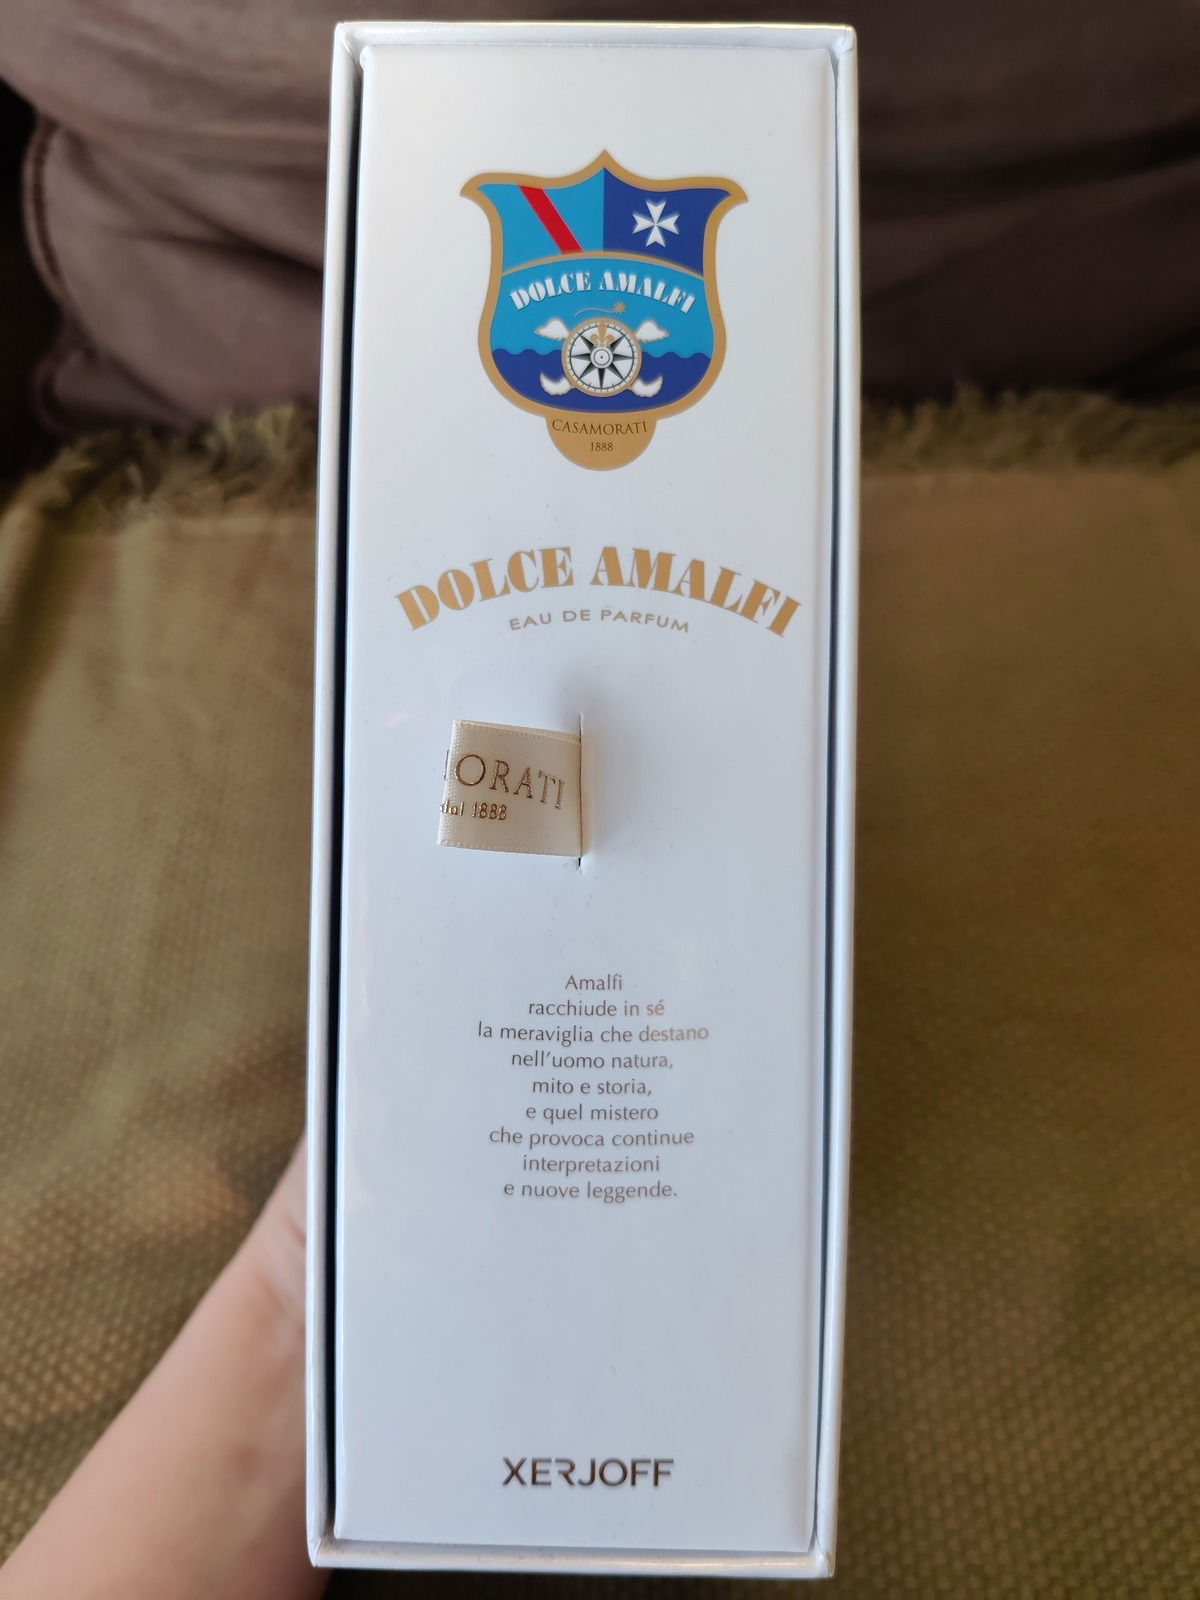 DOLCE AMALFI
CASAMORATI
1888
DOLCE AMALFI
EAU DE PARFUM
ORATI
dal 1888
Amalfi
racchiude in sé
la meraviglia che destano
nell'uomo natura,
mito e storia,
e quel mistero
che provoca continue
interpretazioni
e nuove leggende.
XERJOFF